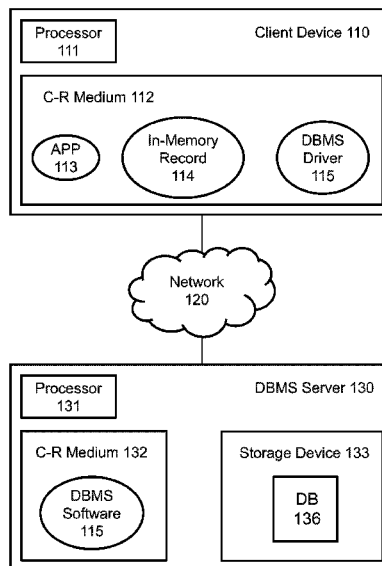 Processor
111
Client Device 110
C-R Medium 112
APP
113
In-Memory
Record
114
DBMS
Driver
115
Network
120
Processor
131
DBMS Server 130
C-R Medium 132
DBMS
Software
115
Storage Device 133
DB
136